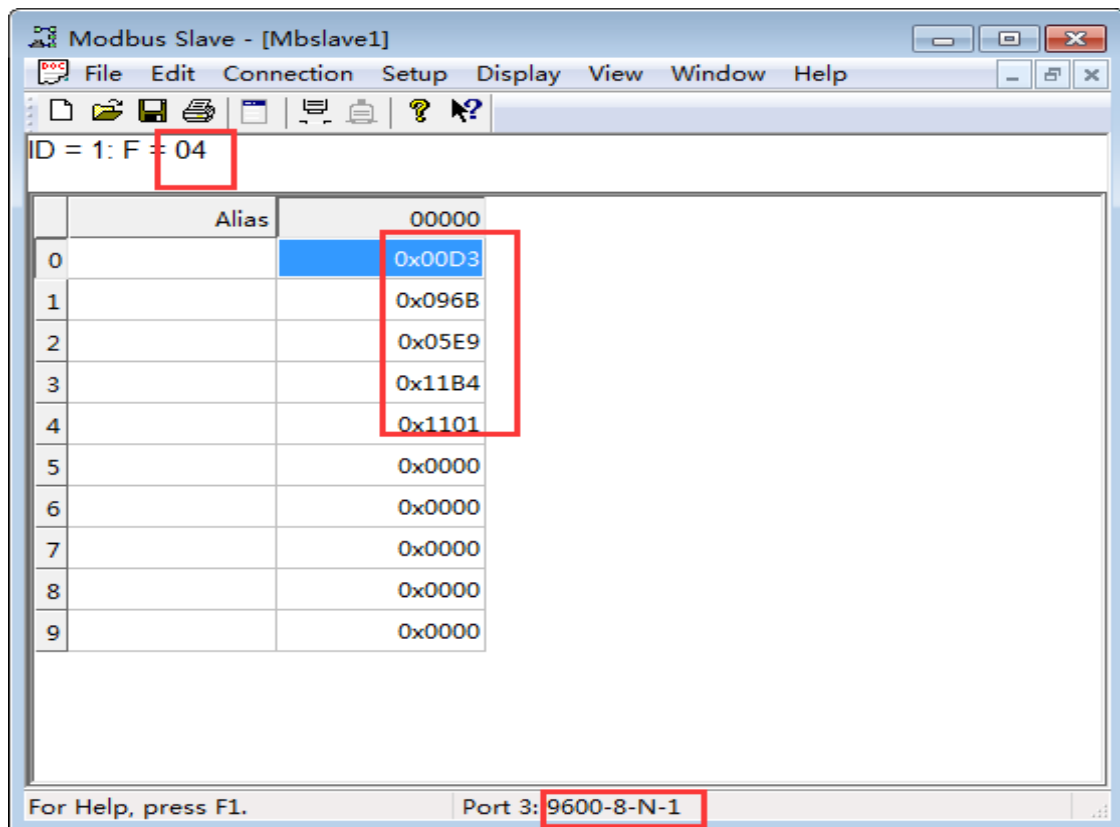 Modbus Slave - [Mbslave1]
File Edit Connection Setup Display View Window Help
ID = 1: F = 04
Alias 00000
0 0x00D3
1 0x096B
2 0x05E9
3 0x11B4
4 0x1101
5 0x0000
6 0x0000
7 0x0000
8 0x0000
9 0x0000
For Help, press F1. Port 3: 9600-8-N-1